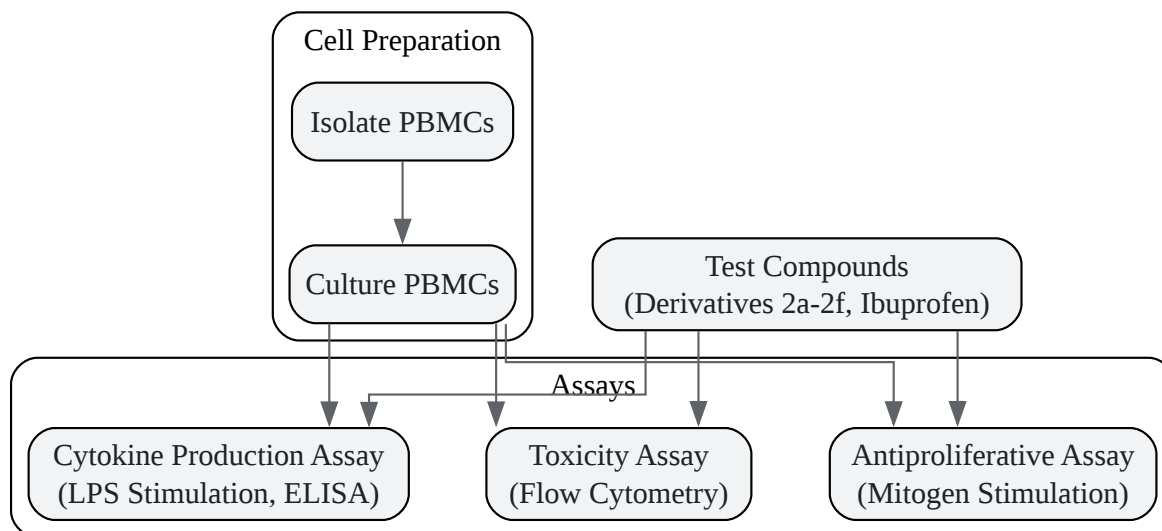 Cell Preparation
Isolate PBMCs
Culture PBMCs
Test Compounds
(Derivatives 2a-2f, Ibuprofen)
Assays
Cytokine Production Assay
(LPS Stimulation, ELISA)
Toxicity Assay
(Flow Cytometry)
Antiproliferative Assay
(Mitogen Stimulation)